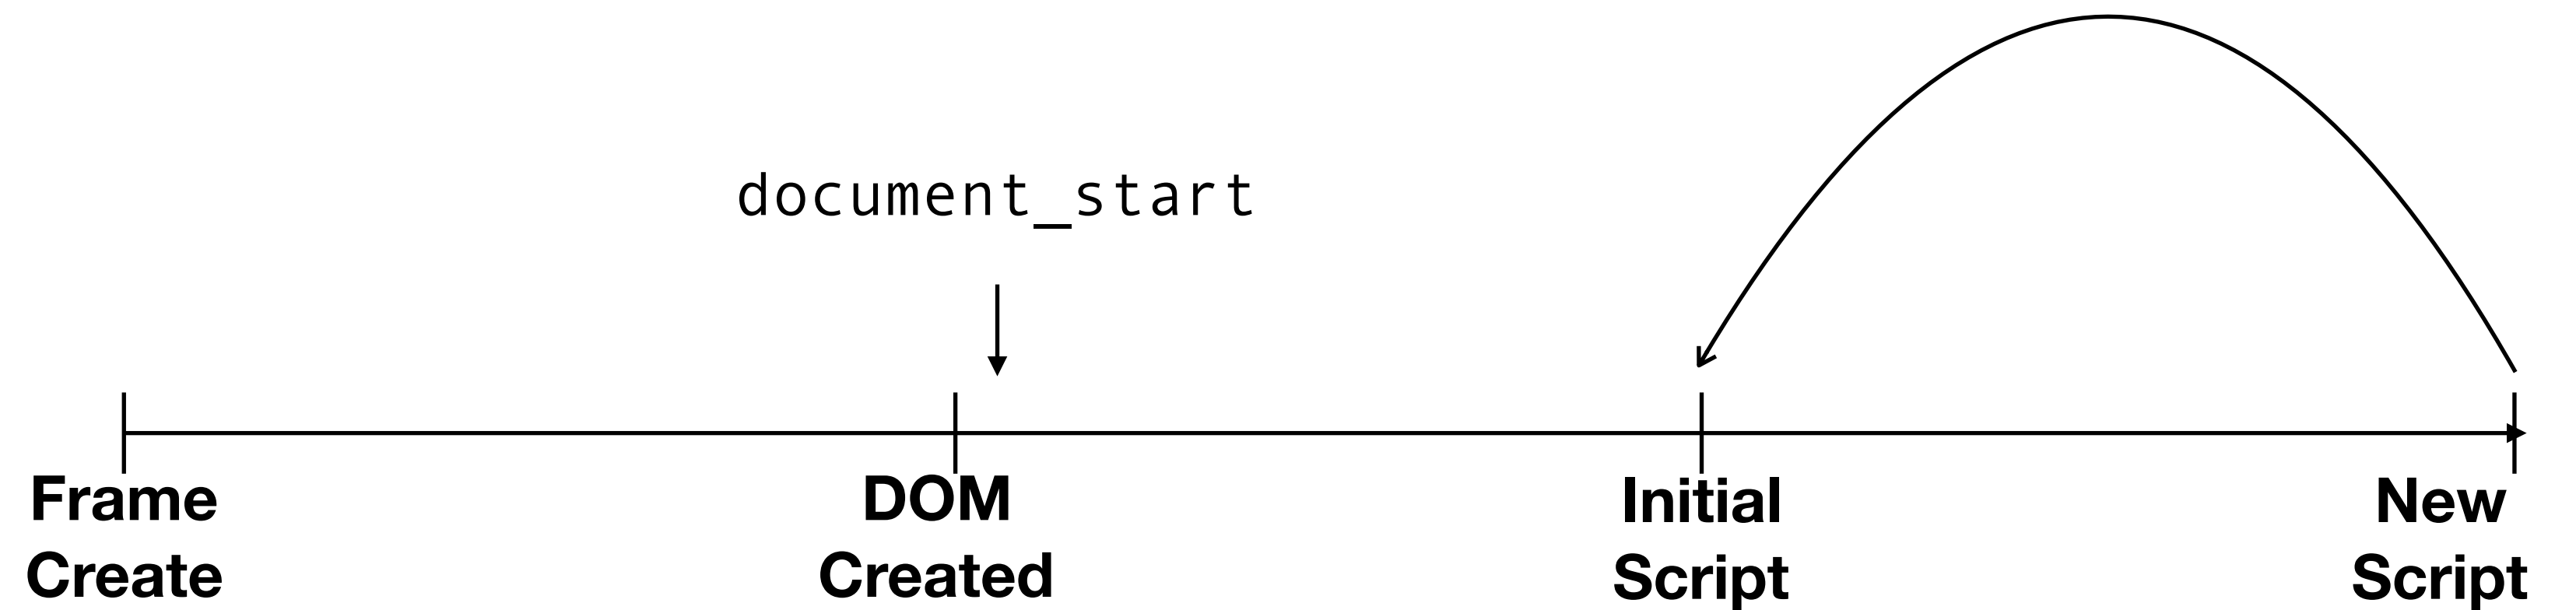 document_start
Frame
Create
DOM
Created
Initial
Script
New
Script